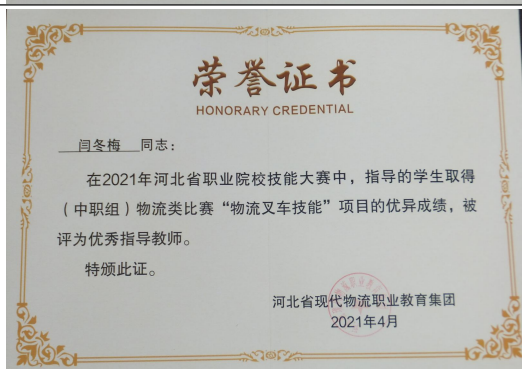 荣誉证书
HONORARY CREDENTIAL
闫冬梅 同志：
在2021年河北省职业院校技能大赛中，指导的学生取得
（中职组）物流类比赛“物流叉车技能”项目的优异成绩，被
评为优秀指导教师。
特颁此证。
河北省现代物流职业教育集团
2021年4月